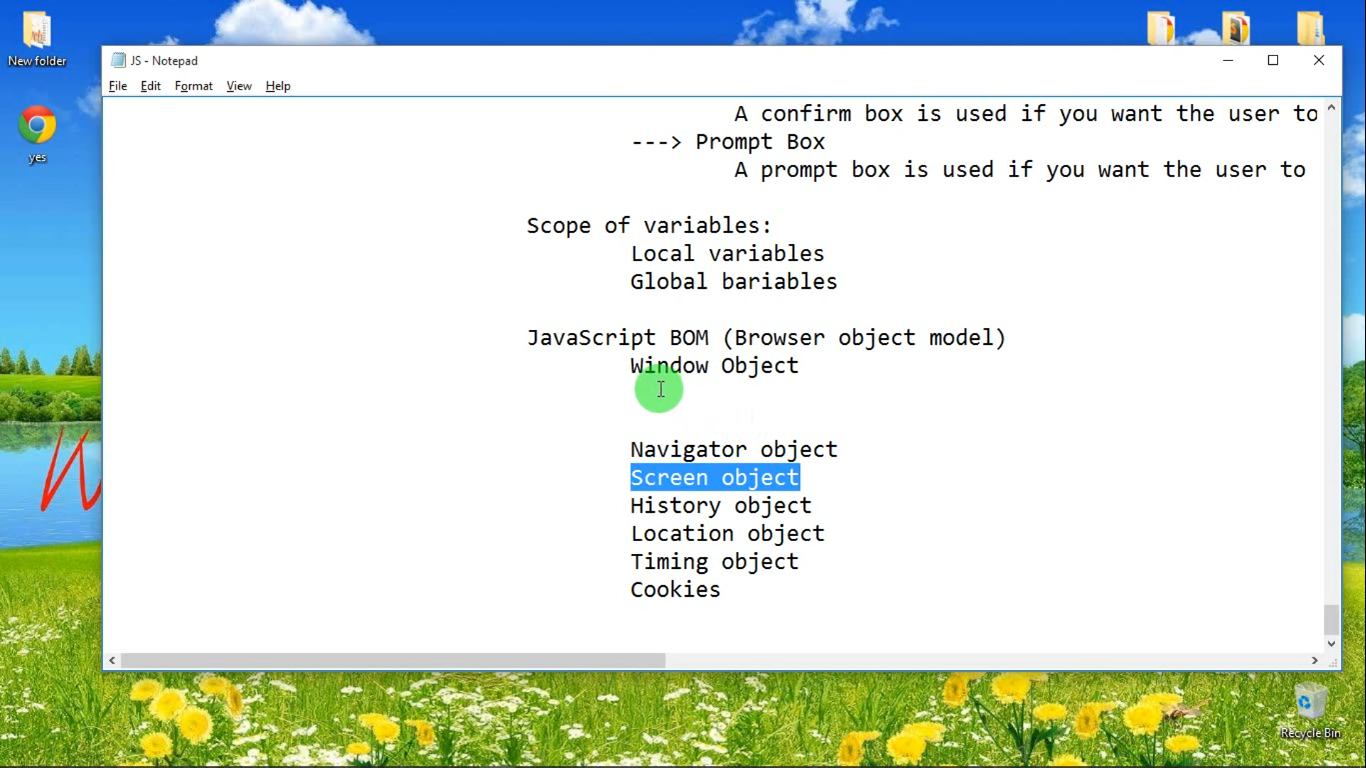 New folder
yes
JS - Notepad
File Edit Format View Help
A confirm box is used if you want the user to
---> Prompt Box
A prompt box is used if you want the user to
Scope of variables:
Local variables
Global bariables
JavaScript BOM (Browser object model)
Window Object
Navigator object
Screen object
History object
Location object
Timing object
Cookies
Recycle Bin